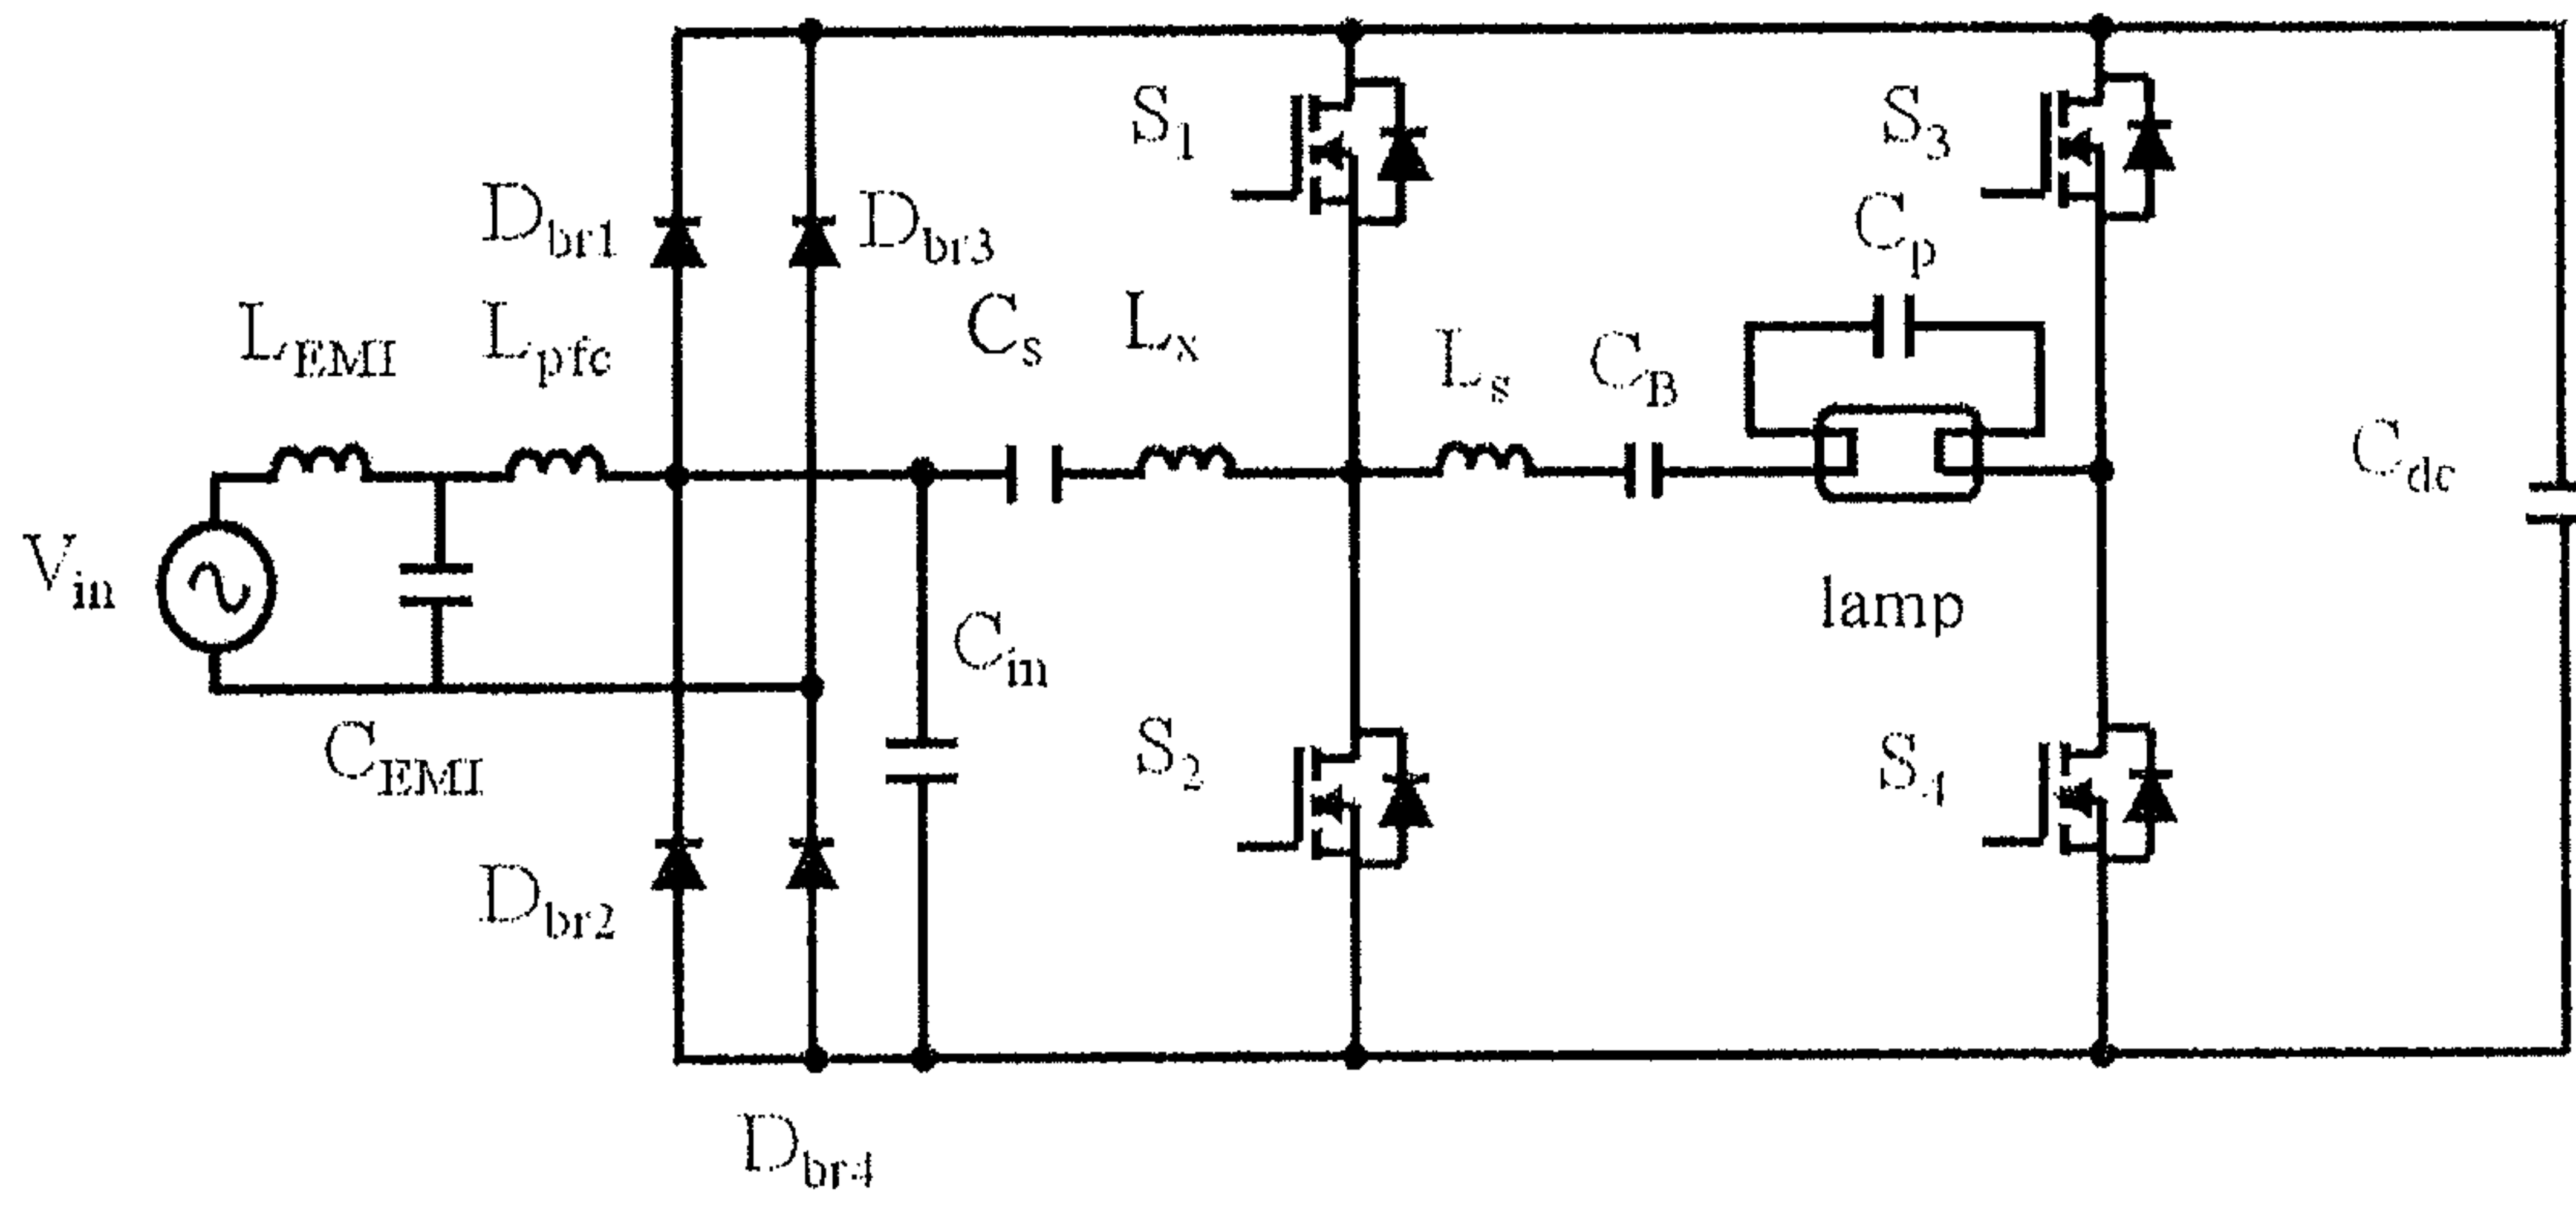 S1
S3
Dbr1
Dbr3
Cp
LEMI
Lpfc
Cs
Lx
Ls
CB
Cdc
Vin
Cin
lamp
CEMI
S2
S4
Dbr2
Dbr4